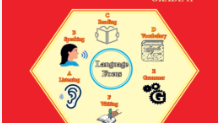 C
Reading
B
Speaking
D
Vocabulary
Language
Focus
A
Listening
E
Grammar
F
Writing